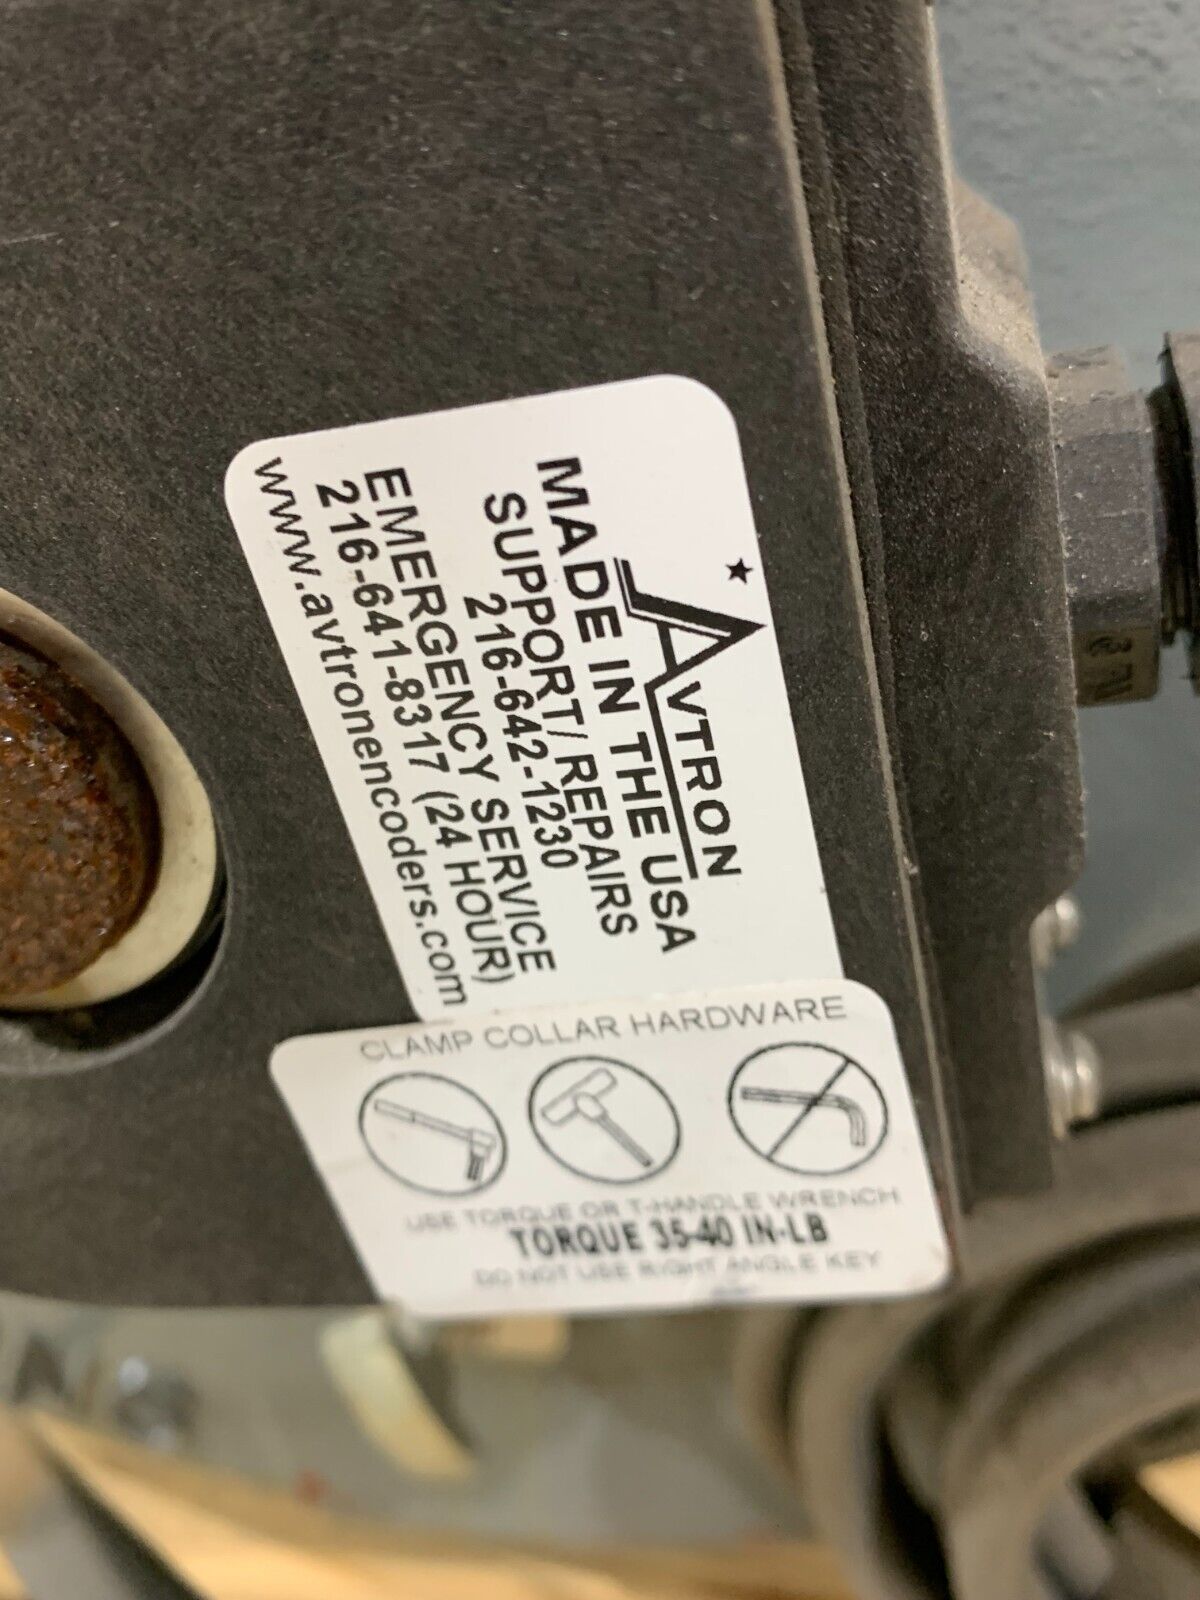 AVTRON
MADE IN THE USA
SUPPORT/REPAIRS
216-642-1230
EMERGENCY SERVICE
216-641-8317 (24 HOUR)
www.avtronencoders.com
CLAMP COLLAR HARDWARE
USE TORQUE OR T-HANDLE WRENCH
TORQUE 35-40 IN-LB
DO NOT USE RIGHT ANGLE KEY